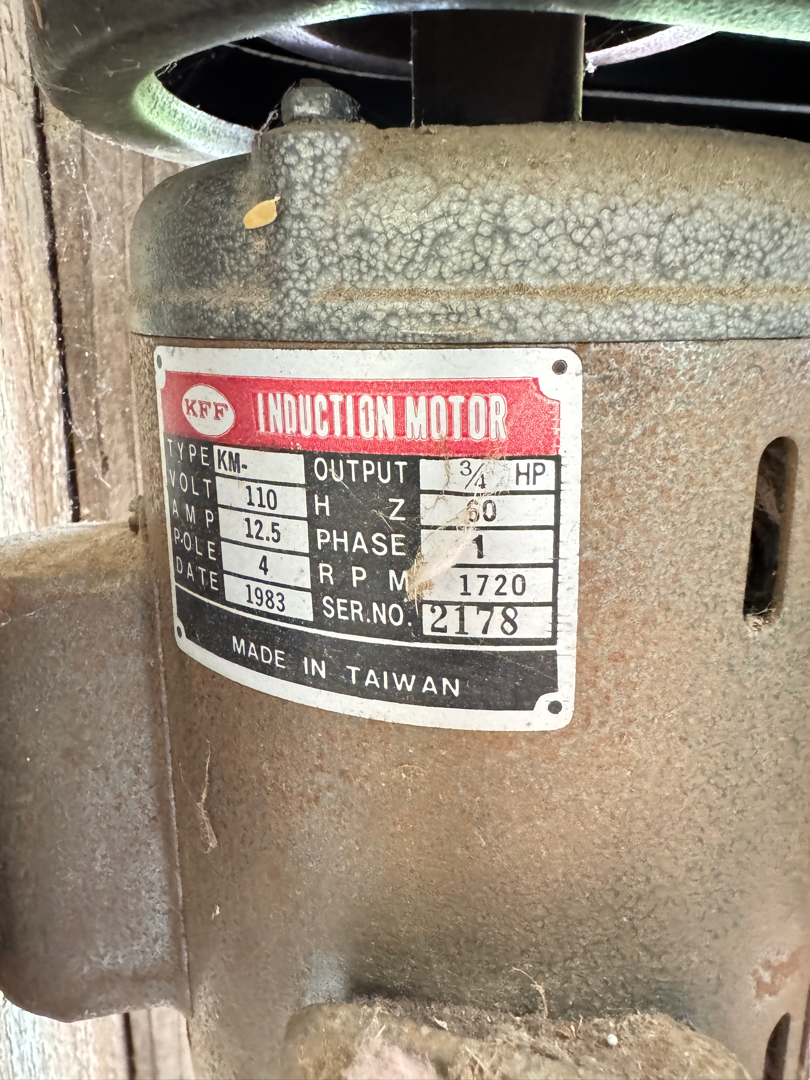 KFF INDUCTION MOTOR
TYPE KM- OUTPUT 3/4 HP
VOLT 110 H Z 60
AMP 12.5 PHASE 1
POLE 4 R P M 1720
DATE 1983 SER.NO. 2178
MADE IN TAIWAN